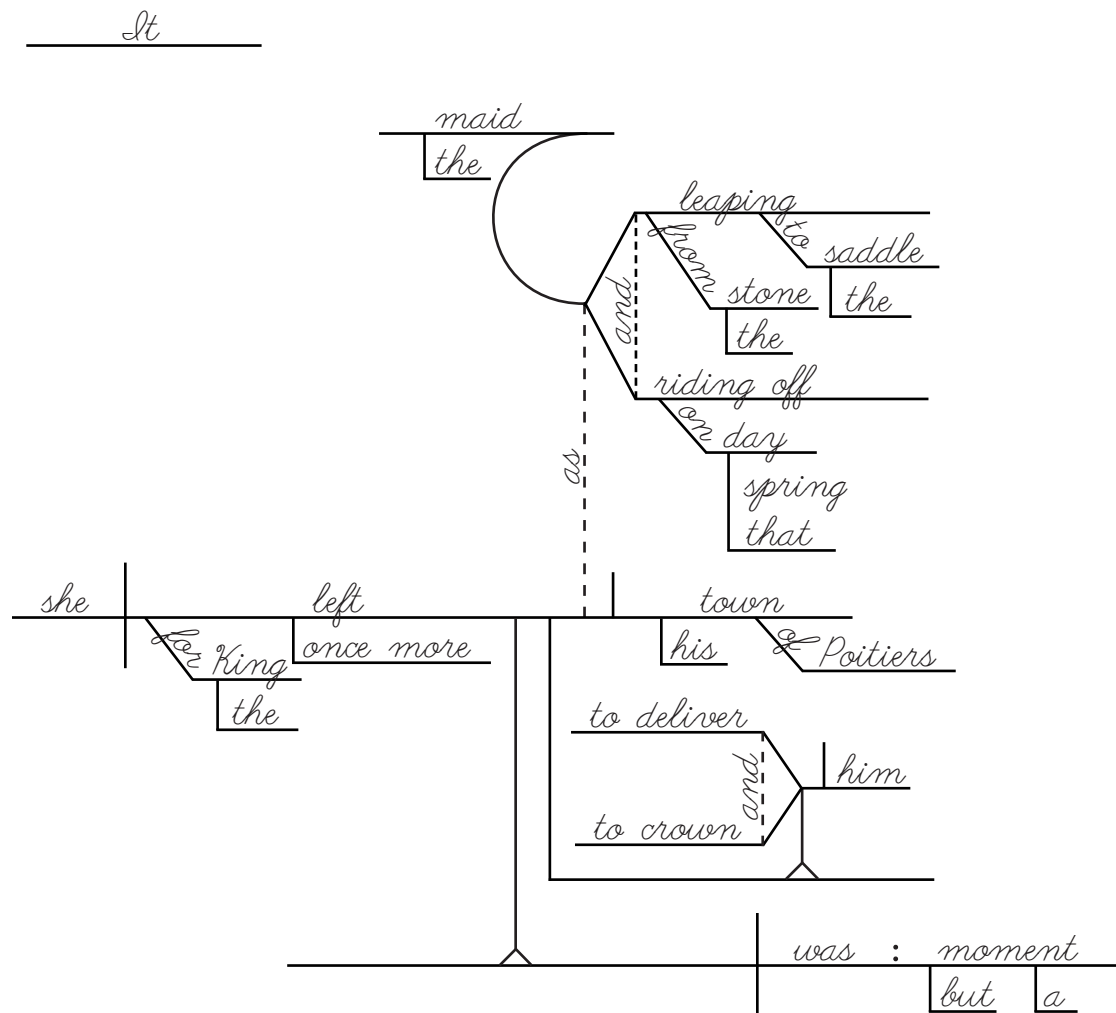 It
maid
the
leaping
to
saddle
the
from
stone
the
and
riding off
on
day
spring
that
as
she
left
town
once more
for
King
the
his
of
Poitiers
to deliver
and
him
to crown
was : moment
but
a